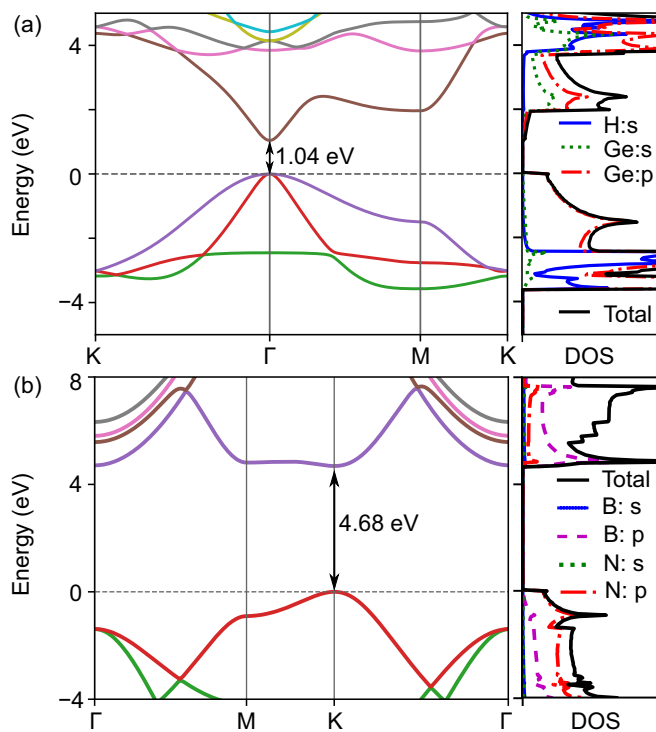 (a)
Energy (eV)
4
0
−4
1.04 eV
K
Γ
M
K
H:s
Ge:s
Ge:p
Total
DOS
(b)
Energy (eV)
8
4
0
−4
4.68 eV
Γ
M
K
Γ
Total
B: s
B: p
N: s
N: p
DOS